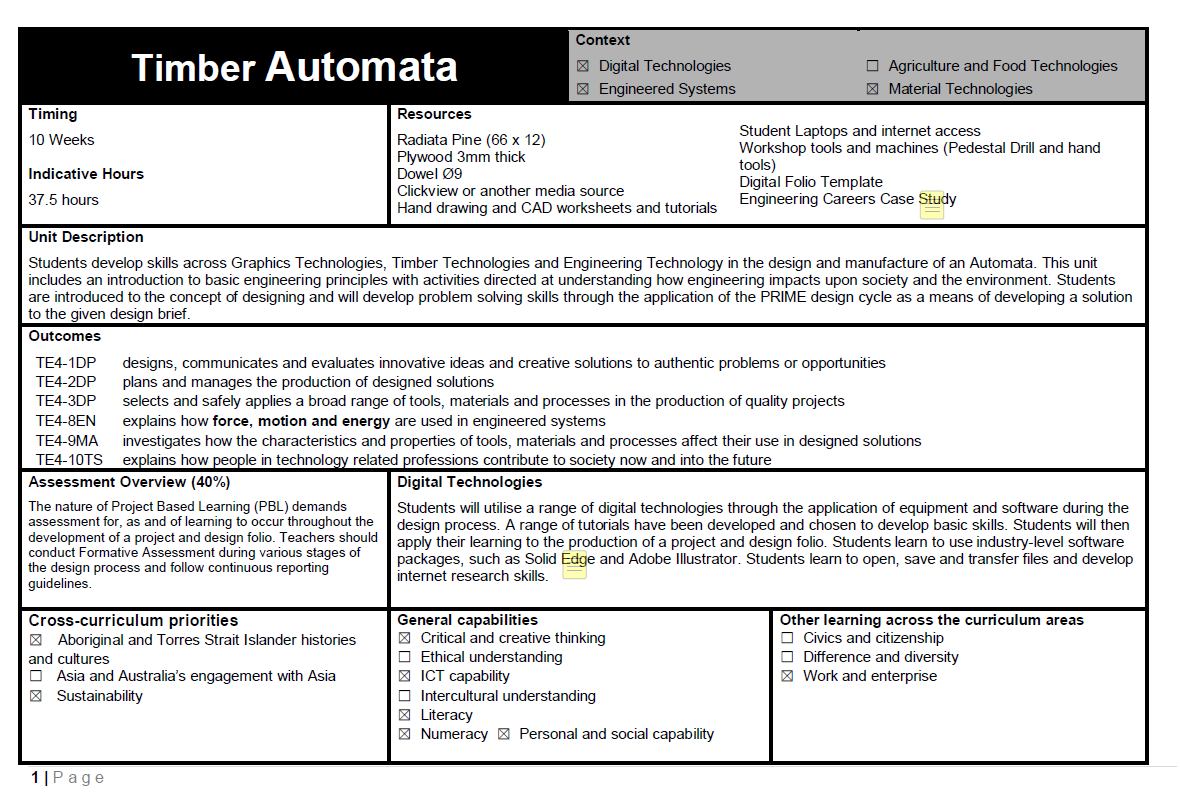 Timber Automata
Context
☒ Digital Technologies
☐ Agriculture and Food Technologies
☒ Engineered Systems
☒ Material Technologies
Timing
10 Weeks
Indicative Hours
37.5 hours
Resources
Radiata Pine (66 x 12)
Plywood 3mm thick
Dowel Ø9
Clickview or another media source
Hand drawing and CAD worksheets and tutorials
Student Laptops and internet access
Workshop tools and machines (Pedestal Drill and hand
tools)
Digital Folio Template
Engineering Careers Case Study
Unit Description
Students develop skills across Graphics Technologies, Timber Technologies and Engineering Technology in the design and manufacture of an Automata. This unit
includes an introduction to basic engineering principles with activities directed at understanding how engineering impacts upon society and the environment. Students
are introduced to the concept of designing and will develop problem solving skills through the application of the PRIME design cycle as a means of developing a solution
to the given design brief.
Outcomes
TE4-1DP designs, communicates and evaluates innovative ideas and creative solutions to authentic problems or opportunities
TE4-2DP plans and manages the production of designed solutions
TE4-3DP selects and safely applies a broad range of tools, materials and processes in the production of quality projects
TE4-8EN explains how force, motion and energy are used in engineered systems
TE4-9MA investigates how the characteristics and properties of tools, materials and processes affect their use in designed solutions
TE4-10TS explains how people in technology related professions contribute to society now and into the future
Assessment Overview (40%)
The nature of Project Based Learning (PBL) demands
assessment for, as and of learning to occur throughout the
development of a project and design folio. Teachers should
conduct Formative Assessment during various stages of
the design process and follow continuous reporting
guidelines.
Digital Technologies
Students will utilise a range of digital technologies through the application of equipment and software during the
design process. A range of tutorials have been developed and chosen to develop basic skills. Students will then
apply their learning to the production of a project and design folio. Students learn to use industry-level software
packages, such as Solid Edge and Adobe Illustrator. Students learn to open, save and transfer files and develop
internet research skills.
Cross-curriculum priorities
☒ Aboriginal and Torres Strait Islander histories
and cultures
☐ Asia and Australia's engagement with Asia
☒ Sustainability
General capabilities
☒ Critical and creative thinking
☐ Ethical understanding
☒ ICT capability
☐ Intercultural understanding
☒ Literacy
☒ Numeracy ☒ Personal and social capability
Other learning across the curriculum areas
☐ Civics and citizenship
☐ Difference and diversity
☒ Work and enterprise
1 | Page